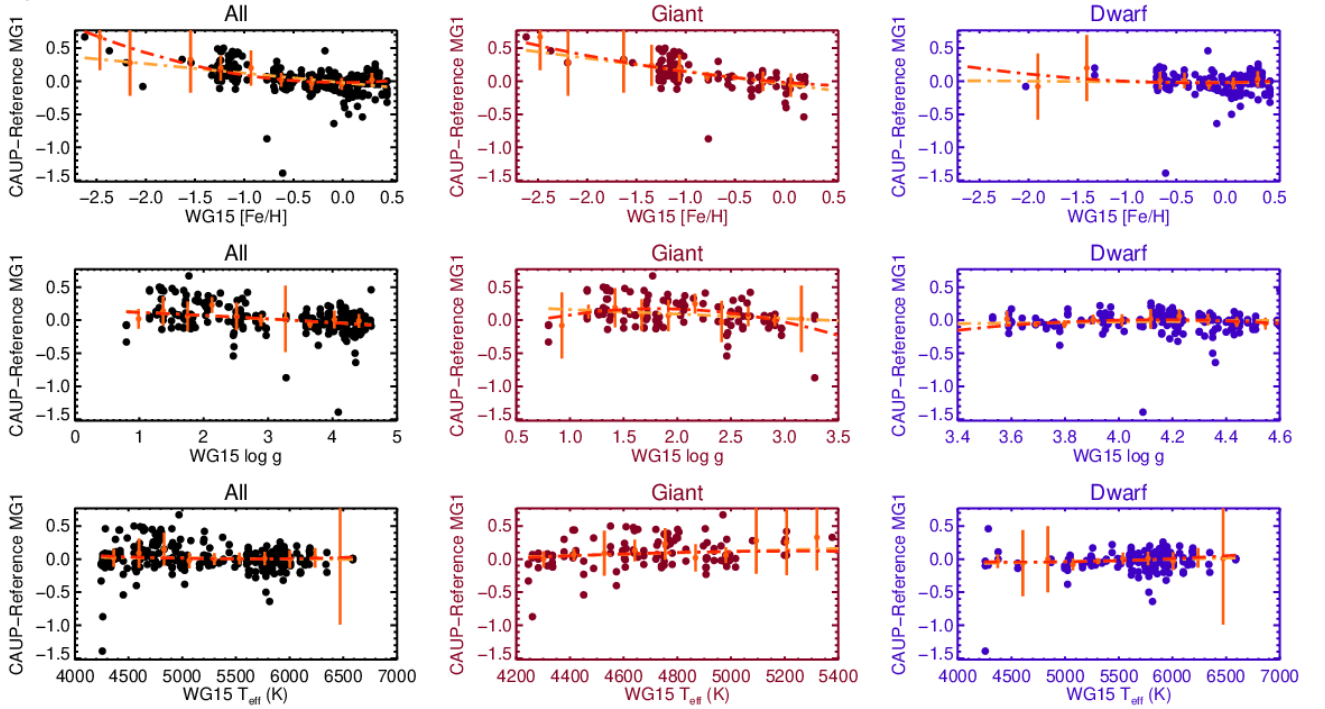 All
Giant
Dwarf
CAUP−Reference MG1
0.5
0.0
−0.5
−1.0
−1.5
−2.5 −2.0 −1.5 −1.0 −0.5 0.0 0.5
WG15 [Fe/H]
CAUP−Reference MG1
0.5
0.0
−0.5
−1.0
−1.5
−2.5 −2.0 −1.5 −1.0 −0.5 0.0 0.5
WG15 [Fe/H]
CAUP−Reference MG1
0.5
0.0
−0.5
−1.0
−1.5
−2.5 −2.0 −1.5 −1.0 −0.5 0.0 0.5
WG15 [Fe/H]
All
Giant
Dwarf
CAUP−Reference MG1
0.5
0.0
−0.5
−1.0
−1.5
0 1 2 3 4 5
WG15 log g
CAUP−Reference MG1
0.5
0.0
−0.5
−1.0
−1.5
0.5 1.0 1.5 2.0 2.5 3.0 3.5
WG15 log g
CAUP−Reference MG1
0.5
0.0
−0.5
−1.0
−1.5
3.4 3.6 3.8 4.0 4.2 4.4 4.6
WG15 log g
All
Giant
Dwarf
CAUP−Reference MG1
0.5
0.0
−0.5
−1.0
−1.5
4000 4500 5000 5500 6000 6500 7000
WG15 Teff (K)
CAUP−Reference MG1
0.5
0.0
−0.5
−1.0
−1.5
4200 4400 4600 4800 5000 5200 5400
WG15 Teff (K)
CAUP−Reference MG1
0.5
0.0
−0.5
−1.0
−1.5
4000 4500 5000 5500 6000 6500 7000
WG15 Teff (K)